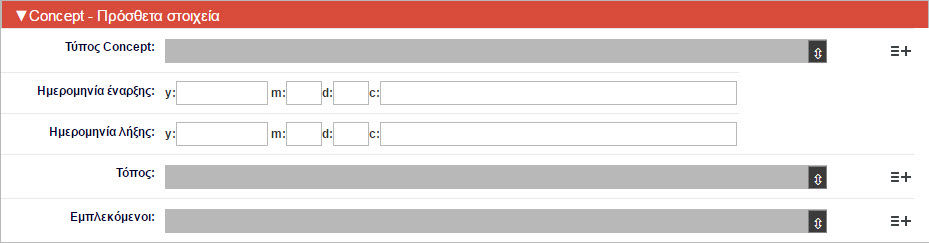 ▼Concept - Πρόσθετα στοιχεία
Τύπος Concept:
Ημερομηνία έναρξης: y: m: d: c:
Ημερομηνία Λήξης: y: m: d: c:
Τόπος:
Εμπλεκόμενοι: